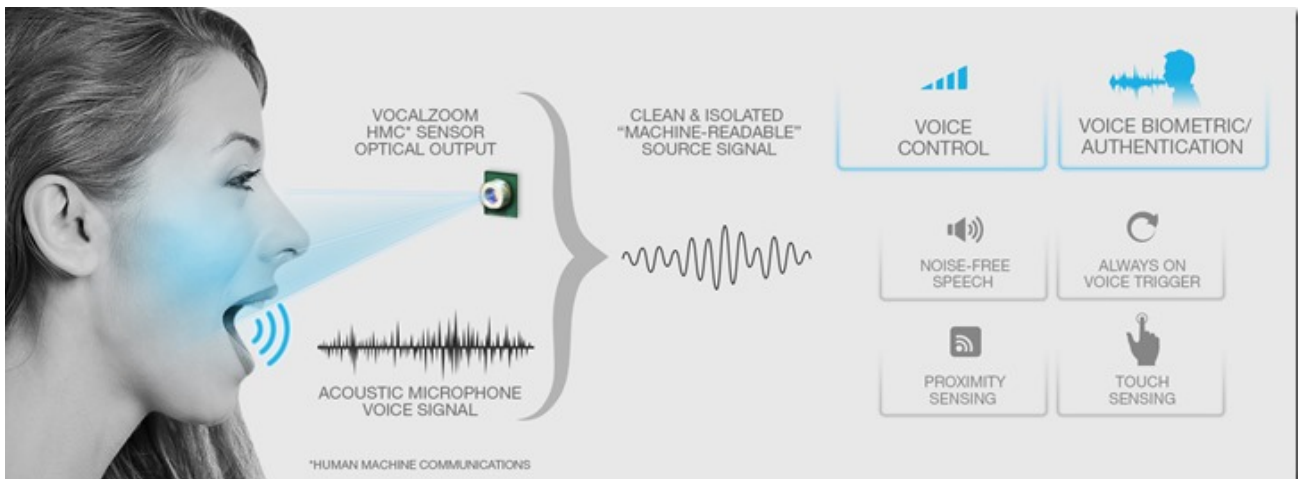 VOCALZOOM
HMC* SENSOR
OPTICAL OUTPUT
ACOUSTIC MICROPHONE
VOICE SIGNAL
*HUMAN MACHINE COMMUNICATIONS
CLEAN & ISOLATED
"MACHINE-READABLE"
SOURCE SIGNAL
VOICE
CONTROL
VOICE BIOMETRIC/
AUTHENTICATION
NOISE-FREE
SPEECH
ALWAYS ON
VOICE TRIGGER
PROXIMITY
SENSING
TOUCH
SENSING